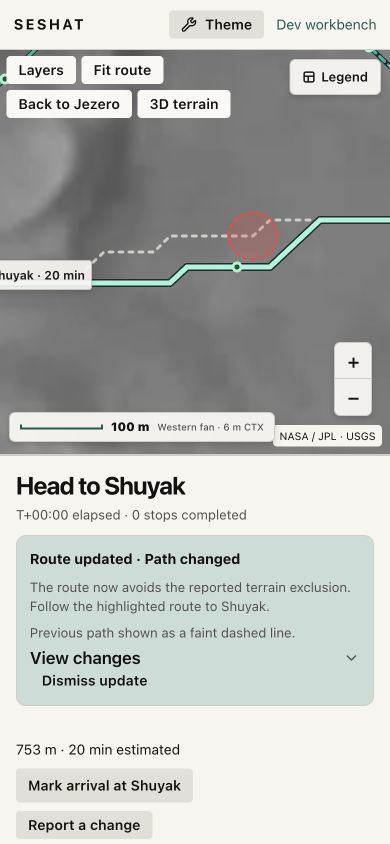 SESHAT
Theme
Dev workbench
Layers
Fit route
Legend
Back to Jezero
3D terrain
huyak · 20 min
+
−
100 m Western fan · 6 m CTX
NASA / JPL · USGS
Head to Shuyak
T+00:00 elapsed · 0 stops completed
Route updated · Path changed
The route now avoids the reported terrain exclusion.
Follow the highlighted route to Shuyak.
Previous path shown as a faint dashed line.
View changes
Dismiss update
753 m · 20 min estimated
Mark arrival at Shuyak
Report a change